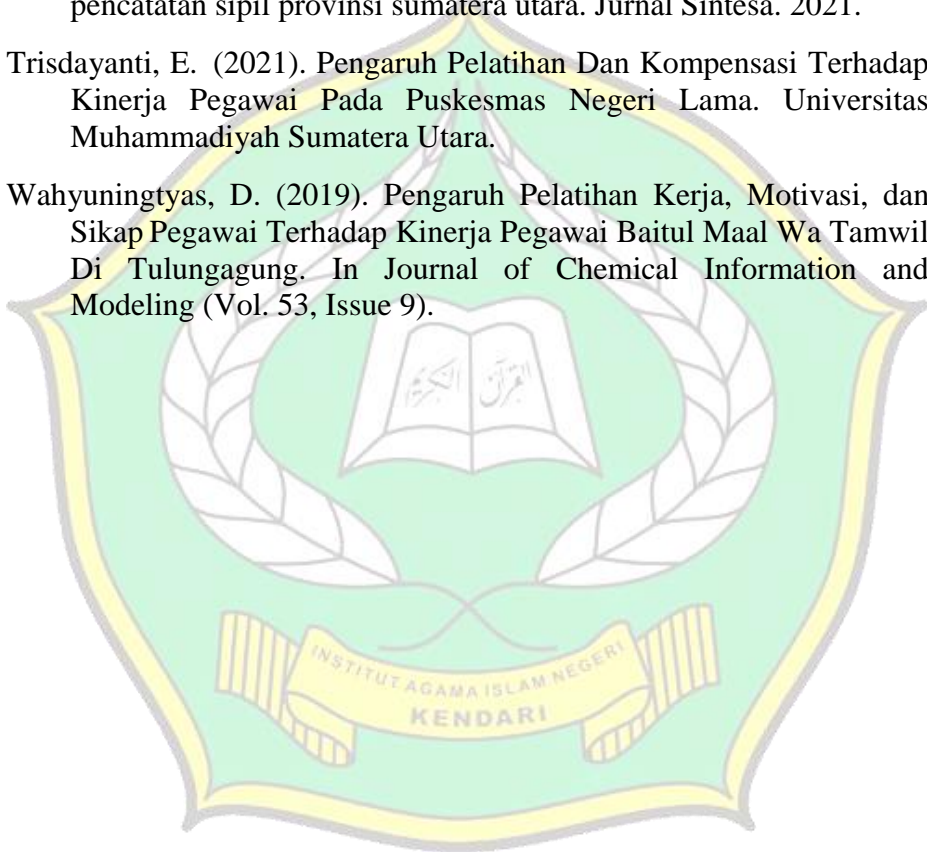 pencatatan sipil provinsi sumatera utara. Jurnal Sintesa. 2021.
Trisdayanti, E. (2021). Pengaruh Pelatihan Dan Kompensasi Terhadap
Kinerja Pegawai Pada Puskesmas Negeri Lama. Universitas
Muhammadiyah Sumatera Utara.
Wahyuningtyas, D. (2019). Pengaruh Pelatihan Kerja, Motivasi, dan
Sikap Pegawai Terhadap Kinerja Pegawai Baitul Maal Wa Tamwil
Di Tulungagung. In Journal of Chemical Information and
Modeling (Vol. 53, Issue 9).
القرآن الكريم
INSTITUT AGAMA ISLAM NEGERI
KENDARI